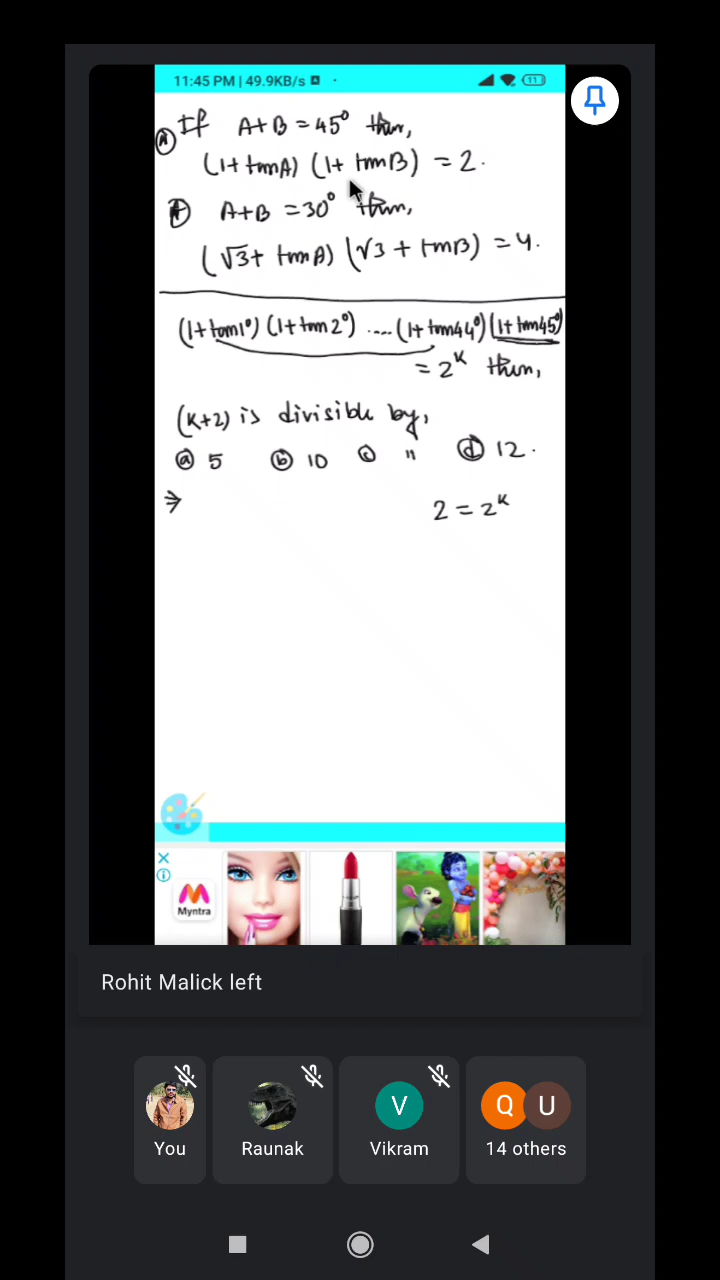 11:45 PM | 49.9KB/s
11
If A+B = 45° then,
(1+tanA) (1+ tanB) = 2.
A+B = 30° then,
(√3+ tanA) (√3 + tanB) = 4.
(1+tan1°) (1+tan2°) .... (1+ tan44°) (1+tan45°)
= 2^K then,
(K+2) is divisible by,
ⓐ 5 ⓑ 10 ⓒ 11 ⓓ 12.
⇒ 2 = 2^K
Myntra
Rohit Malick left
V Q U
You Raunak Vikram 14 others